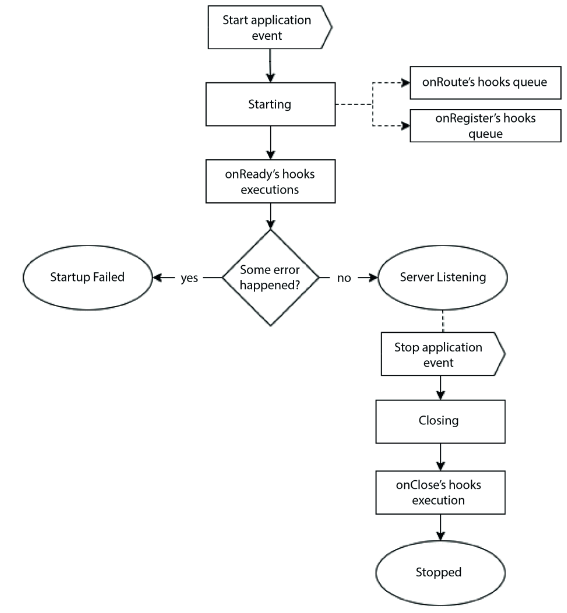 Start application
event
Starting
onRoute's hooks queue
onRegister's hooks
queue
onReady's hooks
executions
Some error
happened?
yes
no
Startup Failed
Server Listening
Stop application
event
Closing
onClose's hooks
execution
Stopped